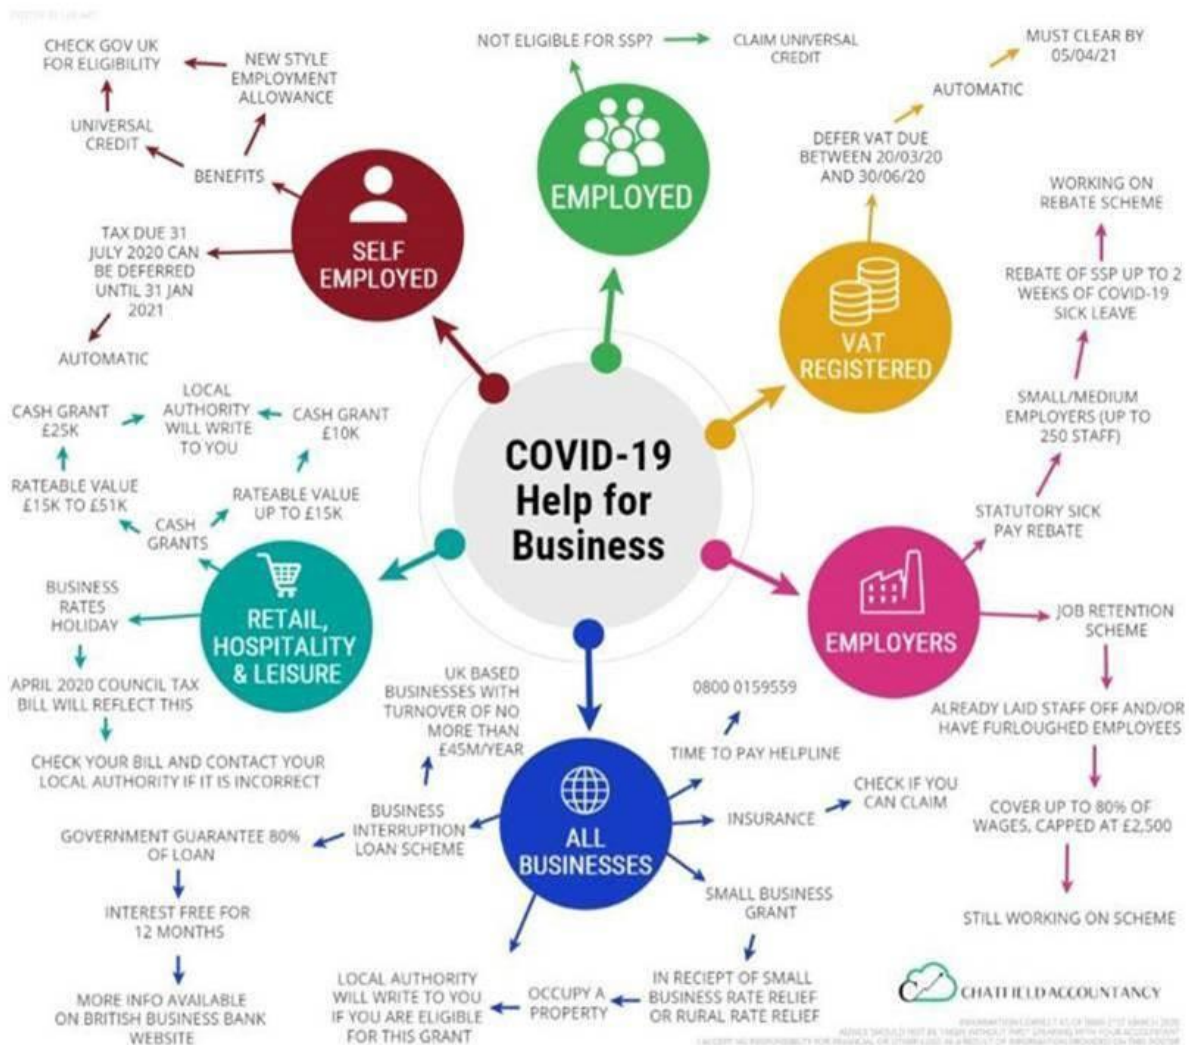 CHECK GOV UK
FOR ELIGIBILITY
NEW STYLE
EMPLOYMENT
ALLOWANCE
UNIVERSAL
CREDIT
BENEFITS
SELF
EMPLOYED
TAX DUE 31
JULY 2020 CAN
BE DEFERRED
UNTIL 31 JAN
2021
AUTOMATIC
NOT ELIGIBLE FOR SSP?
CLAIM UNIVERSAL
CREDIT
EMPLOYED
MUST CLEAR BY
05/04/21
AUTOMATIC
DEFER VAT DUE
BETWEEN 20/03/20
AND 30/06/20
VAT
REGISTERED
WORKING ON
REBATE SCHEME
REBATE OF SSP UP TO 2
WEEKS OF COVID-19
SICK LEAVE
SMALL/MEDIUM
EMPLOYERS (UP TO
250 STAFF)
STATUTORY SICK
PAY REBATE
EMPLOYERS
JOB RETENTION
SCHEME
ALREADY LAID STAFF OFF AND/OR
HAVE FURLOUGHED EMPLOYEES
COVER UP TO 80% OF
WAGES, CAPPED AT £2,500
STILL WORKING ON SCHEME
COVID-19
Help for
Business
CASH GRANT
£25K
LOCAL
AUTHORITY
WILL WRITE
TO YOU
CASH GRANT
£10K
RATEABLE VALUE
£15K TO £51K
RATEABLE VALUE
UP TO £15K
CASH
GRANTS
RETAIL,
HOSPITALITY
& LEISURE
BUSINESS
RATES
HOLIDAY
APRIL 2020 COUNCIL TAX
BILL WILL REFLECT THIS
CHECK YOUR BILL AND CONTACT YOUR
LOCAL AUTHORITY IF IT IS INCORRECT
UK BASED
BUSINESSES WITH
TURNOVER OF NO
MORE THAN
£45M/YEAR
BUSINESS
INTERRUPTION
LOAN SCHEME
GOVERNMENT GUARANTEE 80%
OF LOAN
INTEREST FREE FOR
12 MONTHS
MORE INFO AVAILABLE
ON BRITISH BUSINESS BANK
WEBSITE
ALL
BUSINESSES
0800 0159559
TIME TO PAY HELPLINE
INSURANCE
CHECK IF YOU
CAN CLAIM
SMALL BUSINESS
GRANT
IN RECIEPT OF SMALL
BUSINESS RATE RELIEF
OR RURAL RATE RELIEF
OCCUPY A
PROPERTY
LOCAL AUTHORITY
WILL WRITE TO YOU
IF YOU ARE ELIGIBLE
FOR THIS GRANT
CHATFIELD ACCOUNTANCY